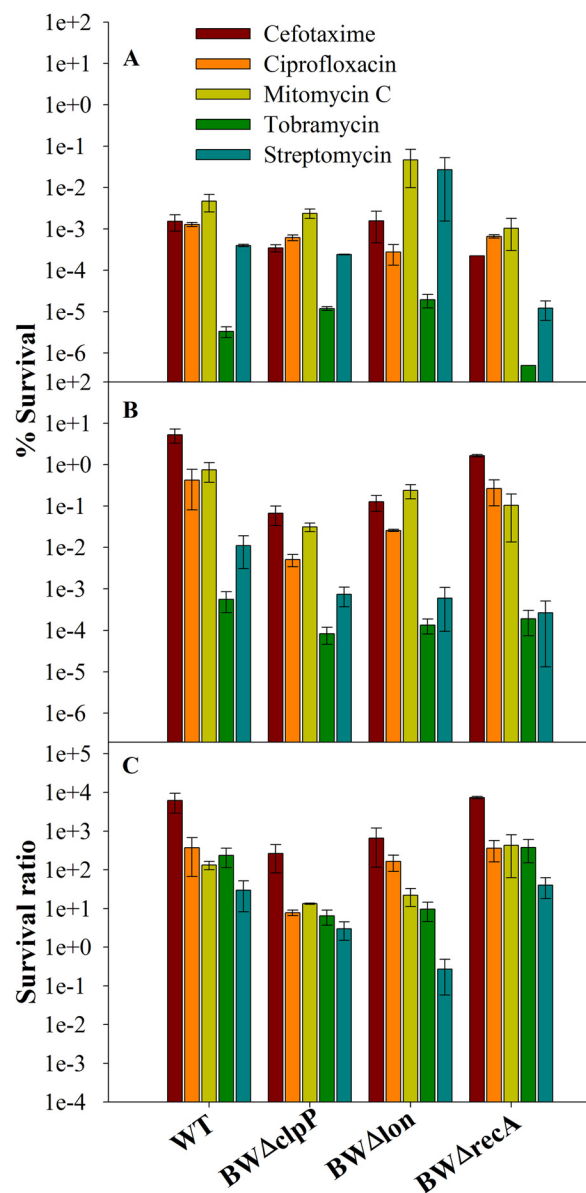 1e+2
A
Cefotaxime
1e+1
Ciprofloxacin
1e+0
Mitomycin C
Tobramycin
1e-1
Streptomycin
1e-2
1e-3
1e-4
1e-5
1e-6
% Survival
1e+2
B
1e+1
1e+0
1e-1
1e-2
1e-3
1e-4
1e-5
1e-6
1e+5
C
1e+4
1e+3
1e+2
1e+1
1e+0
1e-1
1e-2
1e-3
1e-4
Survival ratio
WT
BWΔclpP
BWΔlon
BWΔrecA